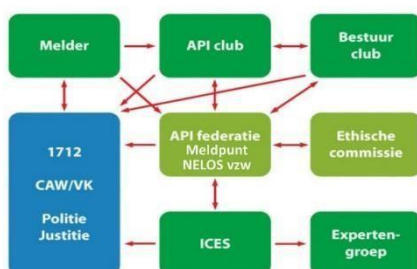 Melder
API club
Bestuur
club
1712
CAW/VK
Politie
Justitie
API federatie
Meldpunt
NELOS vzw
Ethische
commissie
ICES
Experten-
groep